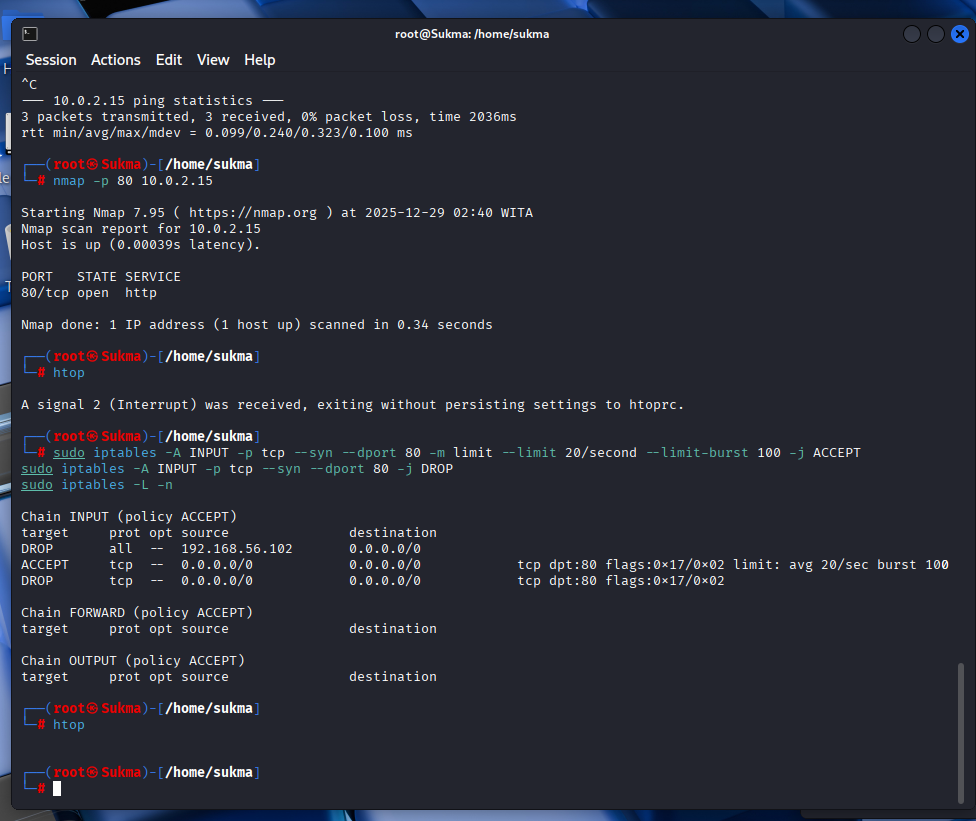 root@Sukma: /home/sukma
Session Actions Edit View Help
^C
--- 10.0.2.15 ping statistics ---
3 packets transmitted, 3 received, 0% packet loss, time 2036ms
rtt min/avg/max/mdev = 0.099/0.240/0.323/0.100 ms
┌──(root㉿Sukma)-[/home/sukma]
└─# nmap -p 80 10.0.2.15
Starting Nmap 7.95 ( https://nmap.org ) at 2025-12-29 02:40 WITA
Nmap scan report for 10.0.2.15
Host is up (0.00039s latency).
PORT   STATE SERVICE
80/tcp open  http
Nmap done: 1 IP address (1 host up) scanned in 0.34 seconds
┌──(root㉿Sukma)-[/home/sukma]
└─# htop
A signal 2 (Interrupt) was received, exiting without persisting settings to htoprc.
┌──(root㉿Sukma)-[/home/sukma]
└─# sudo iptables -A INPUT -p tcp --syn --dport 80 -m limit --limit 20/second --limit-burst 100 -j ACCEPT
sudo iptables -A INPUT -p tcp --syn --dport 80 -j DROP
sudo iptables -L -n
Chain INPUT (policy ACCEPT)
target     prot opt source               destination
DROP       all  --  192.168.56.102       0.0.0.0/0
ACCEPT     tcp  --  0.0.0.0/0            0.0.0.0/0            tcp dpt:80 flags:0x17/0x02 limit: avg 20/sec burst 100
DROP       tcp  --  0.0.0.0/0            0.0.0.0/0            tcp dpt:80 flags:0x17/0x02
Chain FORWARD (policy ACCEPT)
target     prot opt source               destination
Chain OUTPUT (policy ACCEPT)
target     prot opt source               destination
┌──(root㉿Sukma)-[/home/sukma]
└─# htop
┌──(root㉿Sukma)-[/home/sukma]
└─#